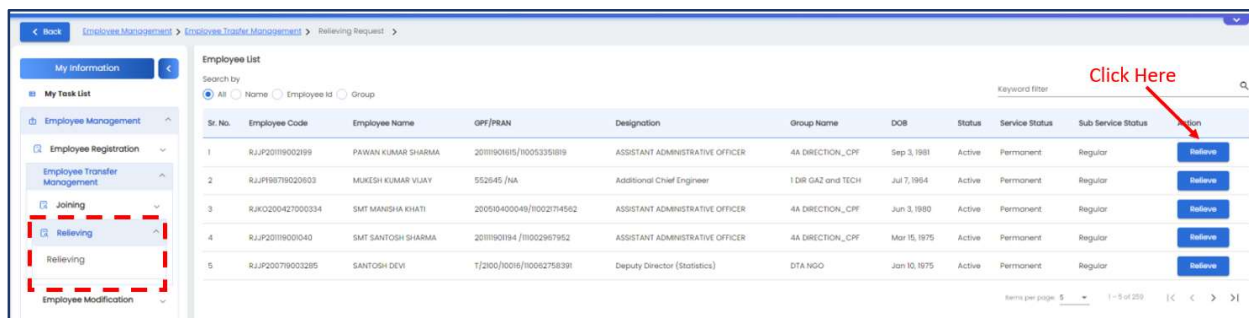 Back Employee Management > Employee Trasfer Management > Relieving Request >
My Information
My Task List
Employee Management
Employee Registration
Employee Transfer
Management
Joining
Relieving
Relieving
Employee Modification
Employee List
Search by
All Name Employee Id Group
Click Here
Keyword filter
Sr. No. Employee Code Employee Name GPF/PRAN Designation Group Name DOB Status Service Status Sub Service Status Action
1 RJJP201119002199 PAWAN KUMAR SHARMA 201111901615/110053351819 ASSISTANT ADMINISTRATIVE OFFICER 4A DIRECTION_CPF Sep 3, 1981 Active Permanent Regular Relieve
2 RJJP198719020603 MUKESH KUMAR VIJAY 552645 /NA Additional Chief Engineer 1 DIR GAZ and TECH Jul 7, 1964 Active Permanent Regular Relieve
3 RJKO200427000334 SMT MANISHA KHATI 200510400049/110021714562 ASSISTANT ADMINISTRATIVE OFFICER 4A DIRECTION_CPF Jun 3, 1980 Active Permanent Regular Relieve
4 RJJP201119001040 SMT SANTOSH SHARMA 201111901194 /111002967952 ASSISTANT ADMINISTRATIVE OFFICER 4A DIRECTION_CPF Mar 15, 1975 Active Permanent Regular Relieve
5 RJJP200719003285 SANTOSH DEVI T/2100/10016/110062758391 Deputy Director (Statistics) DTA NGO Jan 10, 1975 Active Permanent Regular Relieve
Items per page: 5 1 – 5 of 259